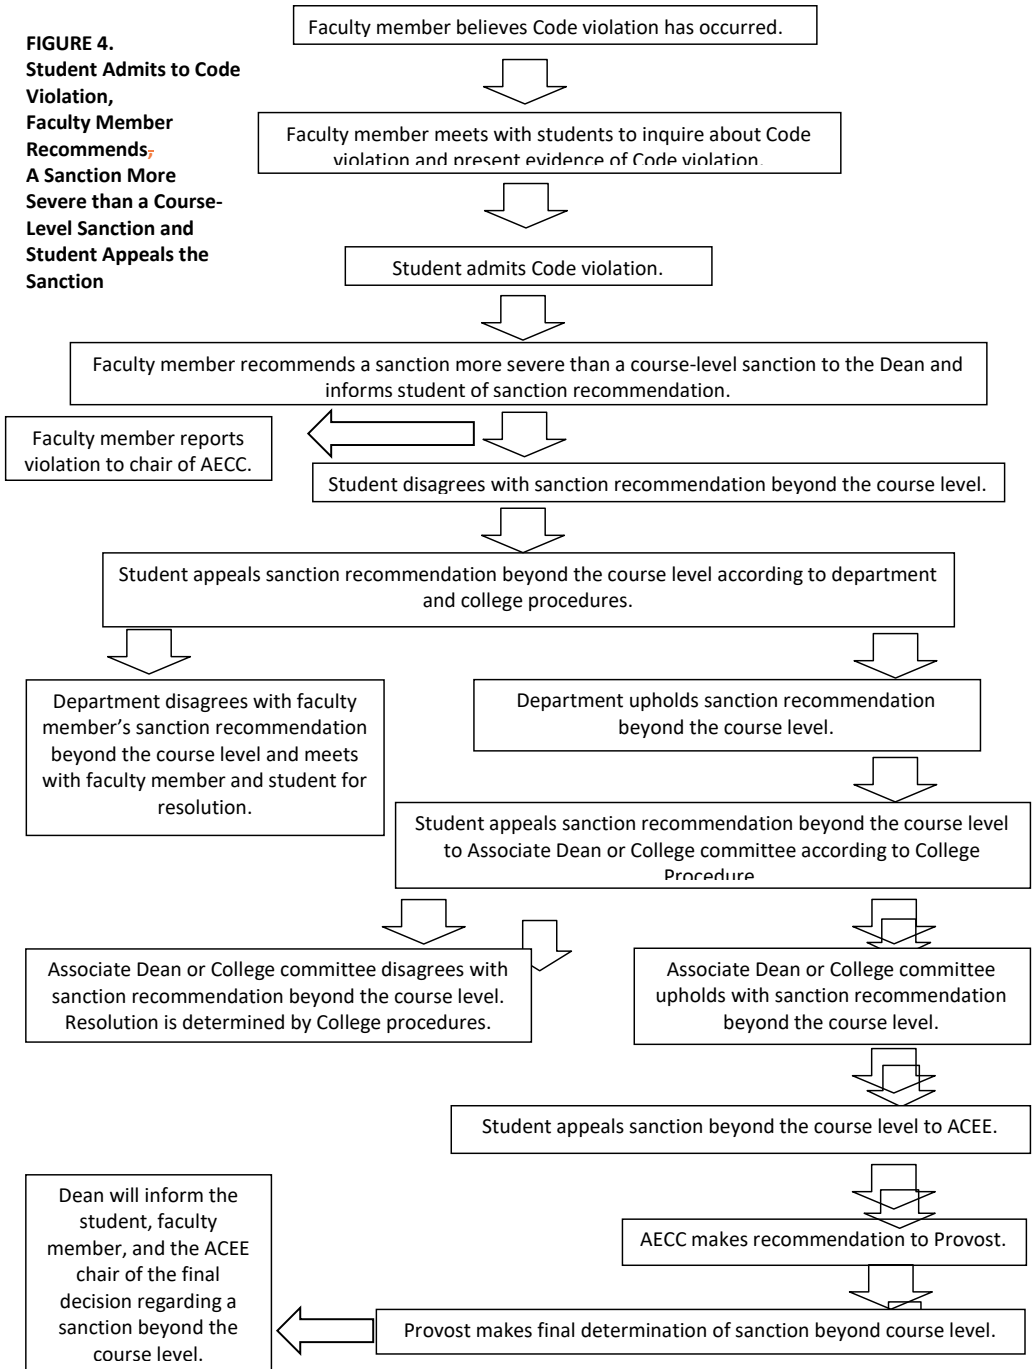 FIGURE 4.
Student Admits to Code
Violation,
Faculty Member
Recommends,
A Sanction More
Severe than a Course-
Level Sanction and
Student Appeals the
Sanction
Faculty member believes Code violation has occurred.
Faculty member meets with students to inquire about Code
violation and present evidence of Code violation.
Student admits Code violation.
Faculty member recommends a sanction more severe than a course-level sanction to the Dean and
informs student of sanction recommendation.
Faculty member reports
violation to chair of AECC.
Student disagrees with sanction recommendation beyond the course level.
Student appeals sanction recommendation beyond the course level according to department
and college procedures.
Department disagrees with faculty
member’s sanction recommendation
beyond the course level and meets
with faculty member and student for
resolution.
Department upholds sanction recommendation
beyond the course level.
Student appeals sanction recommendation beyond the course level
to Associate Dean or College committee according to College
Procedure
Associate Dean or College committee disagrees with
sanction recommendation beyond the course level.
Resolution is determined by College procedures.
Associate Dean or College committee
upholds with sanction recommendation
beyond the course level.
Student appeals sanction beyond the course level to ACEE.
AECC makes recommendation to Provost.
Provost makes final determination of sanction beyond course level.
Dean will inform the
student, faculty
member, and the ACEE
chair of the final
decision regarding a
sanction beyond the
course level.